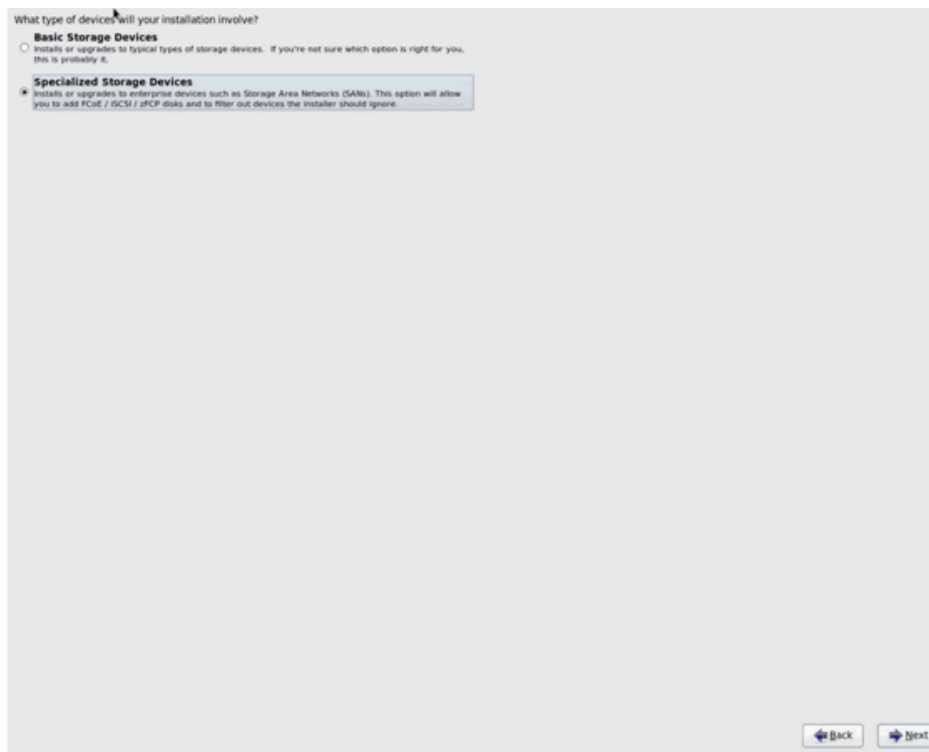 What type of devices will your installation involve?
Basic Storage Devices
Installs or upgrades to typical types of storage devices.  If you're not sure which option is right for you,
this is probably it.
Specialized Storage Devices
Installs or upgrades to enterprise devices such as Storage Area Networks (SANs). This option will allow
you to add FCoE / iSCSI / zFCP disks and to filter out devices the installer should ignore.
Back
Next